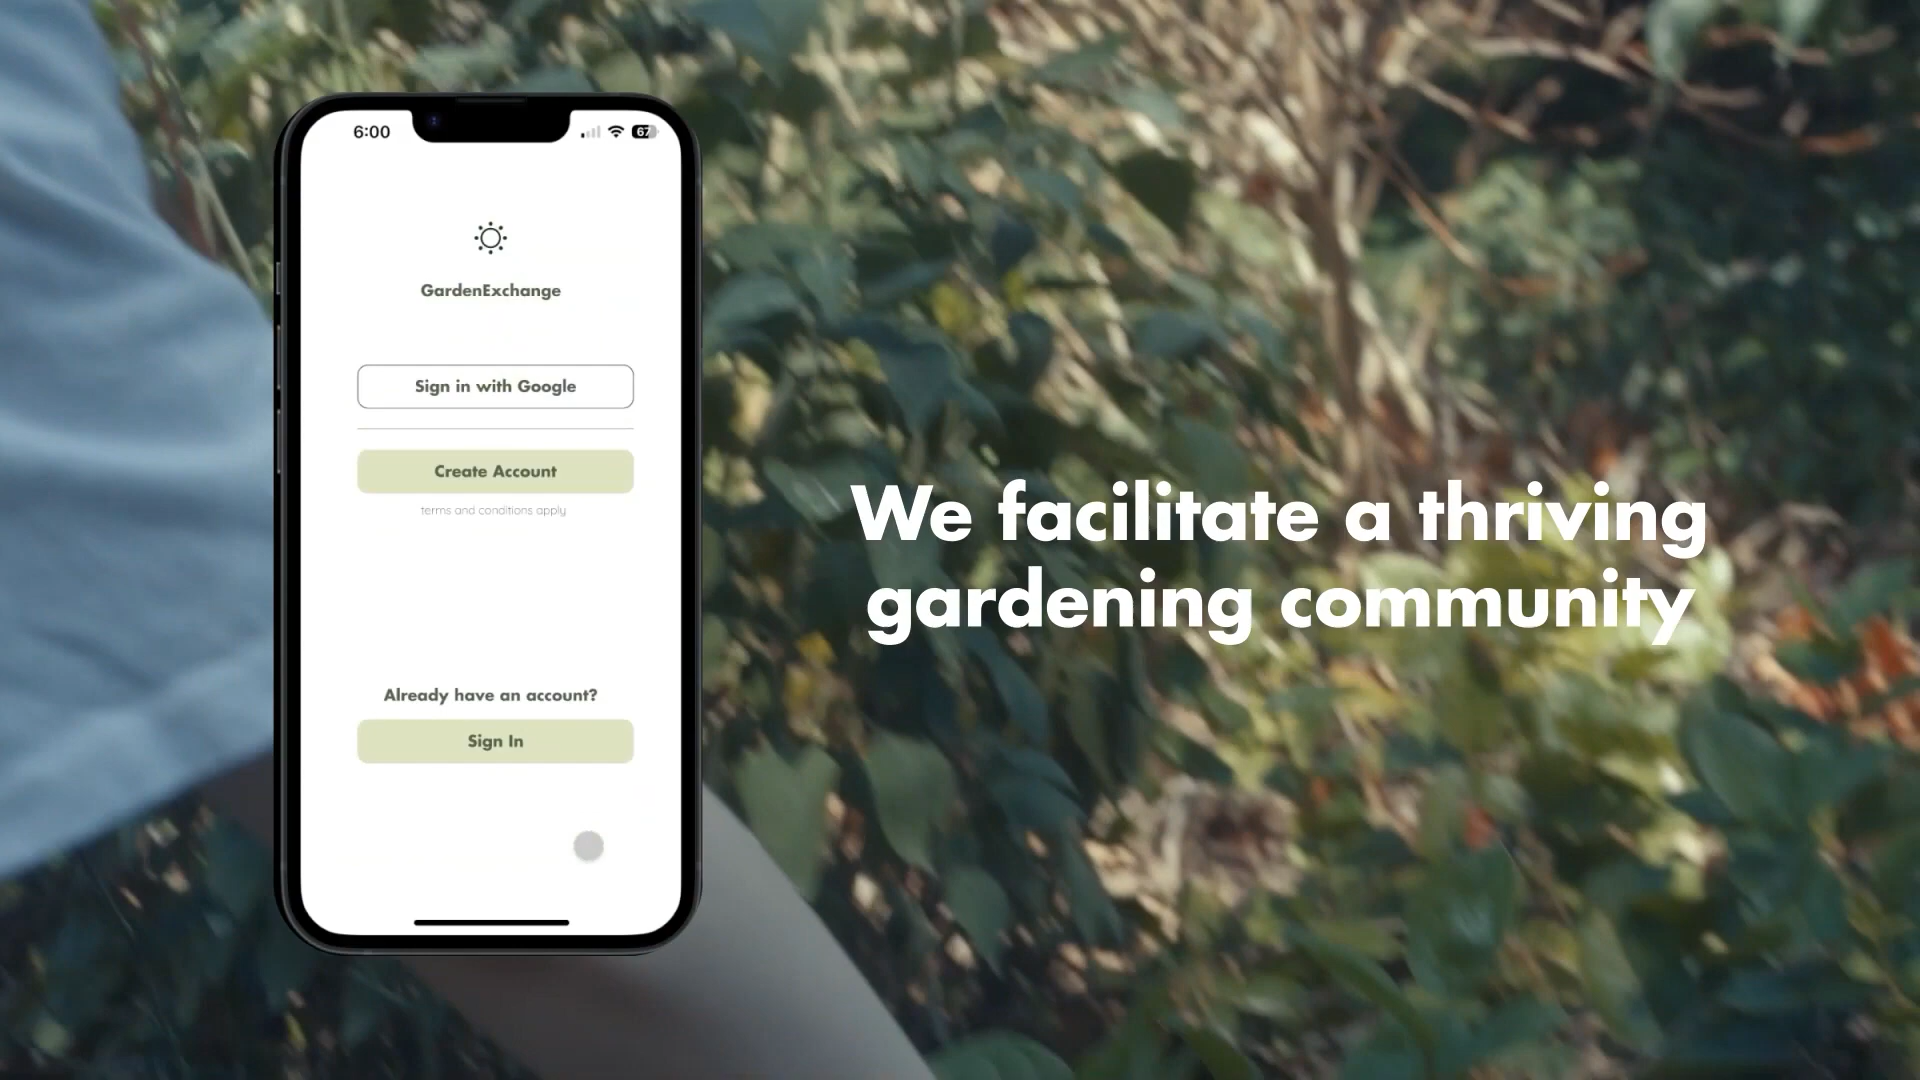 6:00
67
GardenExchange
Sign in with Google
Create Account
terms and conditions apply
Already have an account?
Sign In
We facilitate a thriving
gardening community